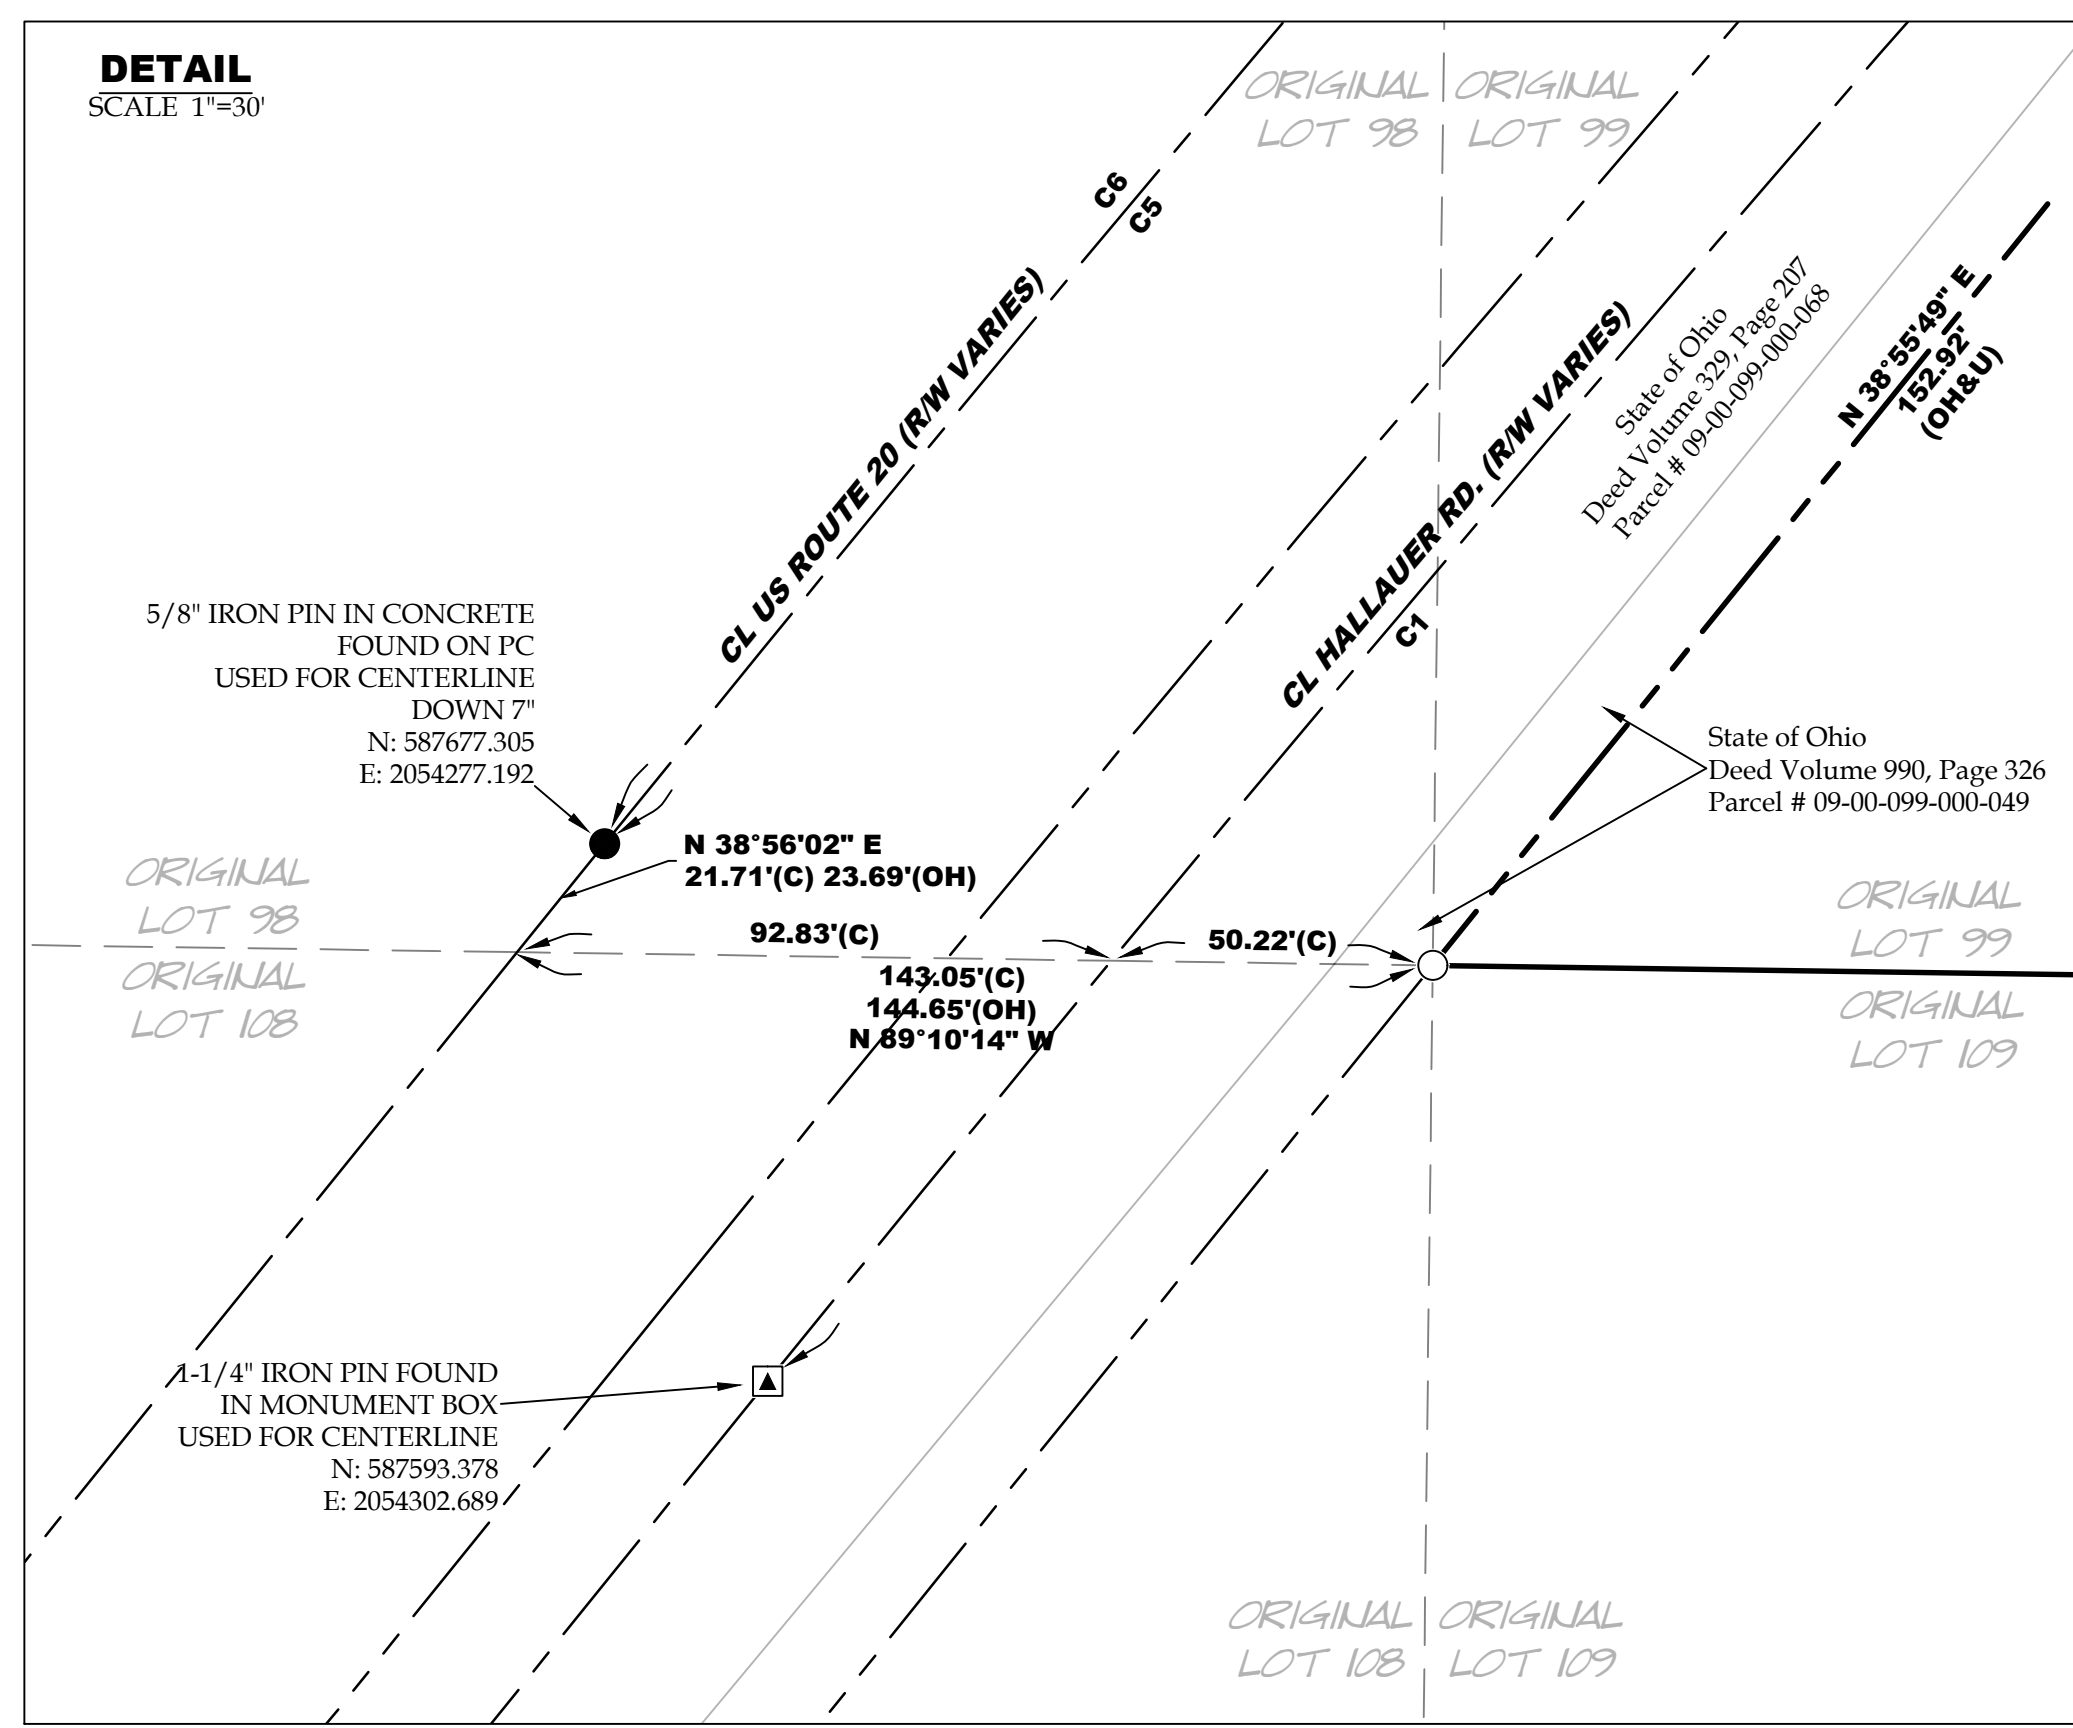 DETAIL
SCALE 1"=30'
ORIGINAL
LOT 98
ORIGINAL
LOT 99
C6
C5
CL US ROUTE 20 (R/W VARIES)
CL HALLAUER RD. (R/W VARIES)
C1
State of Ohio
Deed Volume 329, Page 207
Parcel # 09-00-099-000-068
N 38°55'49" E
152.92'
(OH&U)
5/8" IRON PIN IN CONCRETE
FOUND ON PC
USED FOR CENTERLINE
DOWN 7"
N: 587677.305
E: 2054277.192
State of Ohio
Deed Volume 990, Page 326
Parcel # 09-00-099-000-049
N 38°56'02" E
21.71'(C) 23.69'(OH)
ORIGINAL
LOT 98
ORIGINAL
LOT 108
92.83'(C)
50.22'(C)
143.05'(C)
144.65'(OH)
N 89°10'14" W
ORIGINAL
LOT 99
ORIGINAL
LOT 109
1-1/4" IRON PIN FOUND
IN MONUMENT BOX
USED FOR CENTERLINE
N: 587593.378
E: 2054302.689
ORIGINAL
LOT 108
ORIGINAL
LOT 109